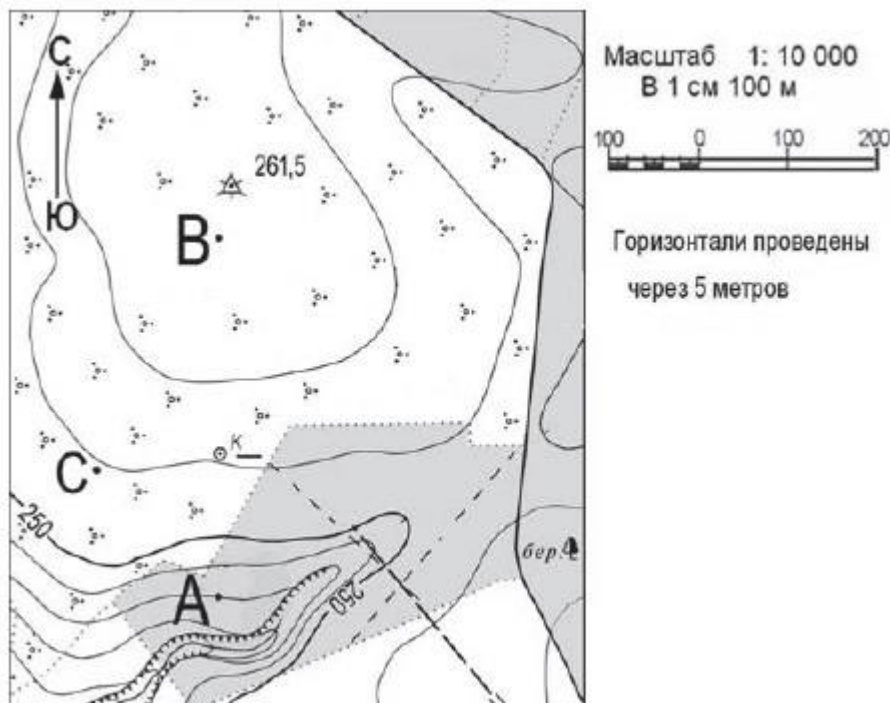 С
Ю
261,5
В
К
С
250
А
250
бер.
Масштаб 1: 10 000
В 1 см 100 м
100 0 100 200
Горизонтали проведены
через 5 метров